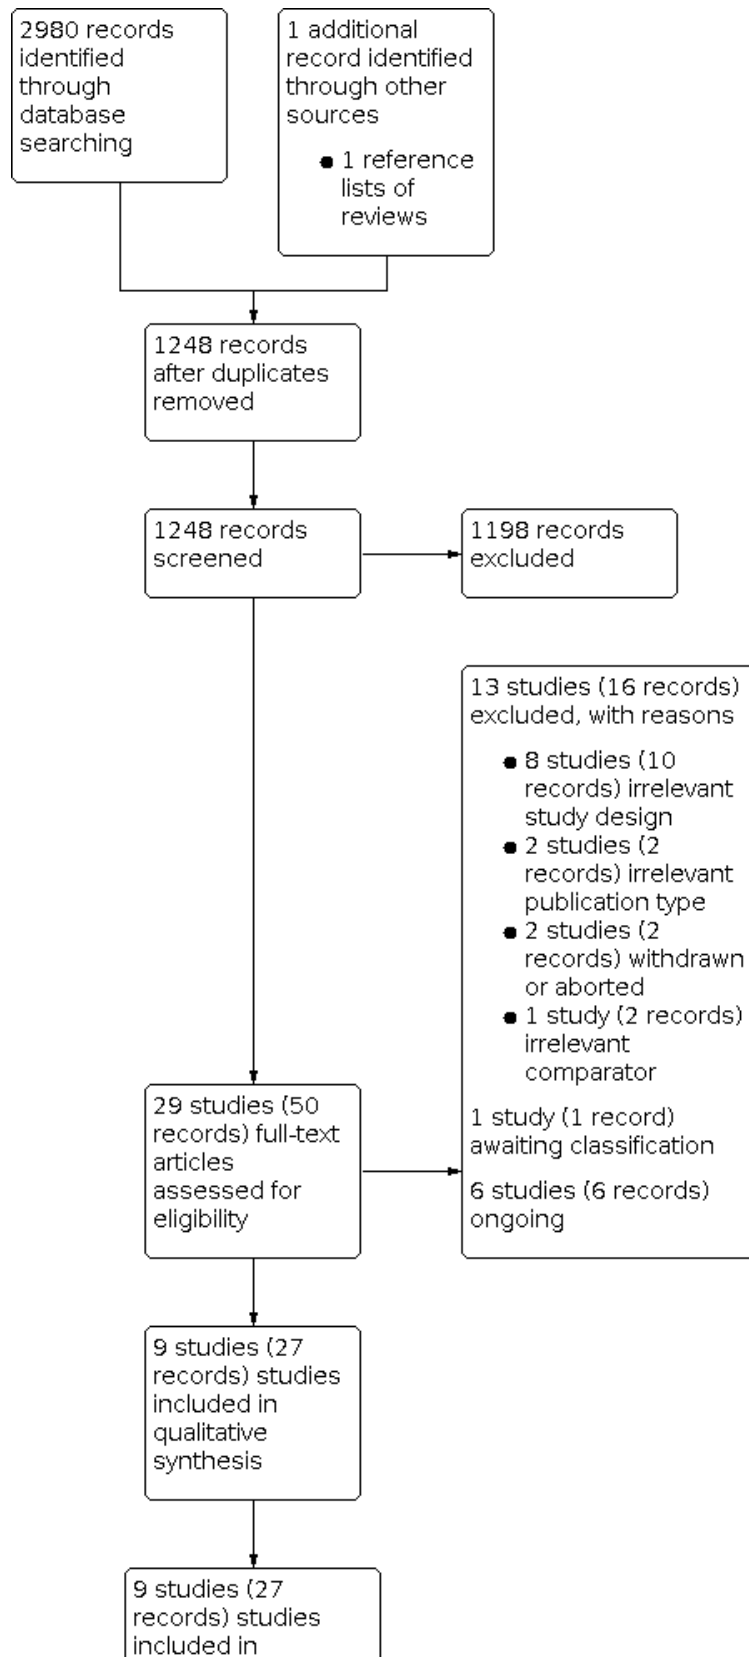 2980 records
identified
through
database
searching
1 additional
record identified
through other
sources
● 1 reference
lists of
reviews
1248 records
after duplicates
removed
1248 records
screened
1198 records
excluded
13 studies (16 records)
excluded, with reasons
● 8 studies (10
records) irrelevant
study design
● 2 studies (2
records) irrelevant
publication type
● 2 studies (2
records) withdrawn
or aborted
● 1 study (2 records)
irrelevant
comparator
1 study (1 record)
awaiting classification
6 studies (6 records)
ongoing
29 studies (50
records) full-text
articles
assessed for
eligibility
9 studies (27
records) studies
included in
qualitative
synthesis
9 studies (27
records) studies
included in